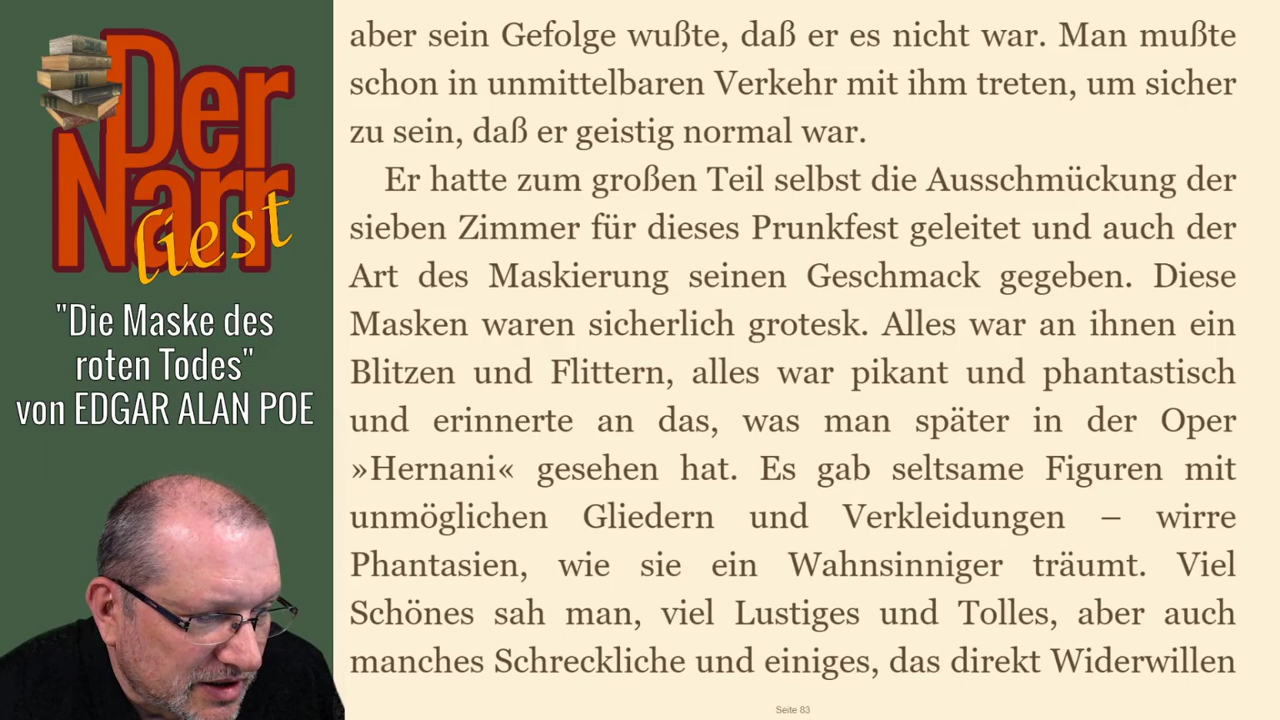 Der
Narr
liest
"Die Maske des
roten Todes"
von EDGAR ALAN POE
aber sein Gefolge wußte, daß er es nicht war. Man mußte
schon in unmittelbaren Verkehr mit ihm treten, um sicher
zu sein, daß er geistig normal war.
Er hatte zum großen Teil selbst die Ausschmückung der
sieben Zimmer für dieses Prunkfest geleitet und auch der
Art des Maskierung seinen Geschmack gegeben. Diese
Masken waren sicherlich grotesk. Alles war an ihnen ein
Blitzen und Flittern, alles war pikant und phantastisch
und erinnerte an das, was man später in der Oper
»Hernani« gesehen hat. Es gab seltsame Figuren mit
unmöglichen Gliedern und Verkleidungen – wirre
Phantasien, wie sie ein Wahnsinniger träumt. Viel
Schönes sah man, viel Lustiges und Tolles, aber auch
manches Schreckliche und einiges, das direkt Widerwillen
Seite 83